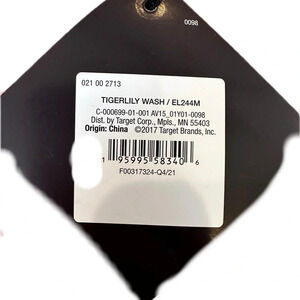 0098
021 00 2713
TIGERLILY WASH / EL244M
C-000699-01-001 AV15_01Y01-0098
Dist. by Target Corp., Mpls., MN 55403
Origin: China ©2017 Target Brands, Inc.
1 95995 58340 6
F00317324-Q4/21